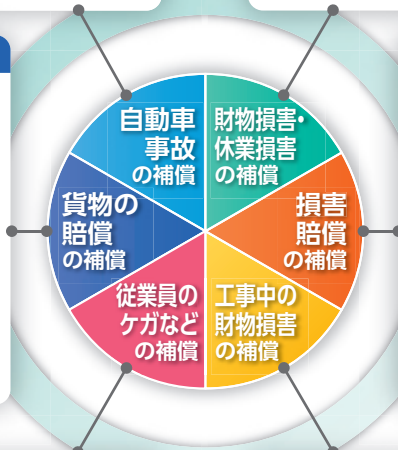 自動車
事故
の補償
財物損害・
休業損害
の補償
貨物の
賠償
の補償
損害
賠償
の補償
従業員の
ケガなど
の補償
工事中の
財物損害
の補償